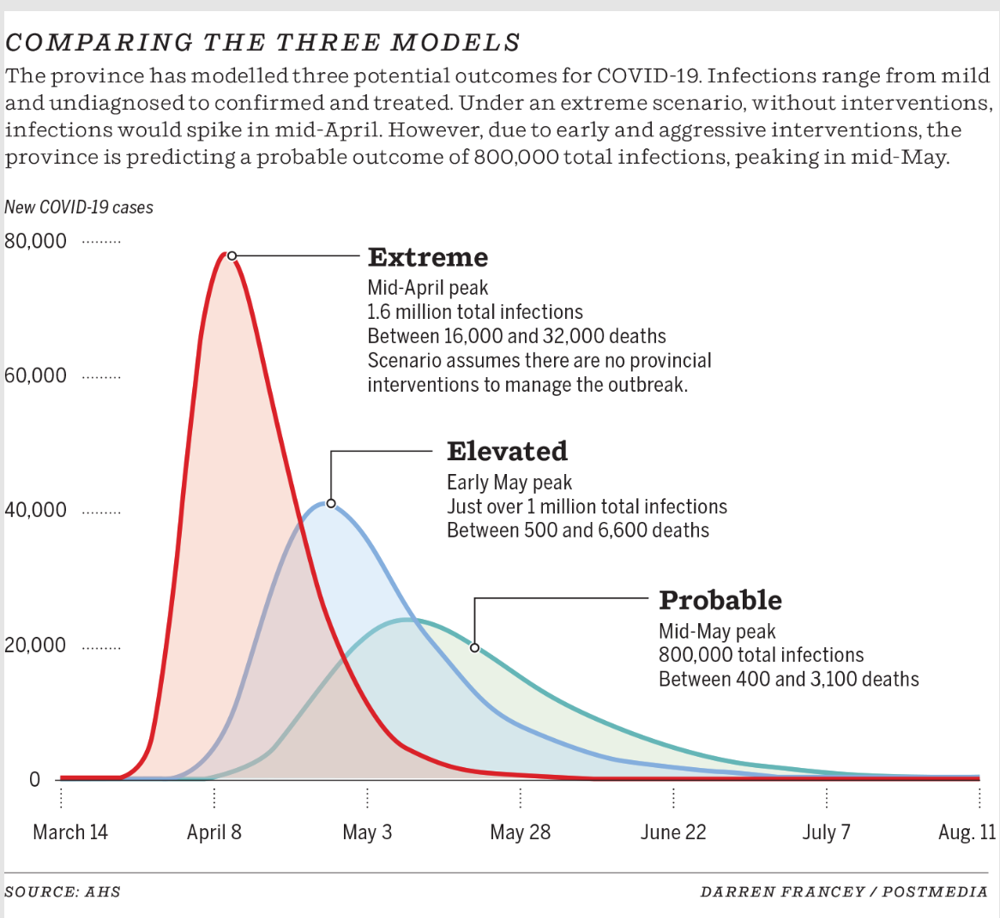 COMPARING THE THREE MODELS
The province has modelled three potential outcomes for COVID-19. Infections range from mild
and undiagnosed to confirmed and treated. Under an extreme scenario, without interventions,
infections would spike in mid-April. However, due to early and aggressive interventions, the
province is predicting a probable outcome of 800,000 total infections, peaking in mid-May.
New COVID-19 cases
80,000
Extreme
Mid-April peak
1.6 million total infections
Between 16,000 and 32,000 deaths
Scenario assumes there are no provincial
interventions to manage the outbreak.
60,000
Elevated
Early May peak
Just over 1 million total infections
Between 500 and 6,600 deaths
40,000
Probable
Mid-May peak
800,000 total infections
Between 400 and 3,100 deaths
20,000
0
March 14 April 8 May 3 May 28 June 22 July 7 Aug. 11
SOURCE: AHS DARREN FRANCEY / POSTMEDIA